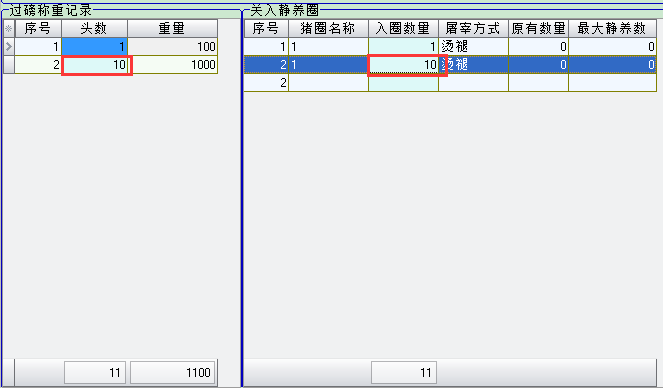 过磅称重记录
序号 头数 重量
1 1 100
2 10 1000
11 1100
关入静养圈
序号 猪圈名称 入圈数量 屠宰方式 原有数量 最大静养数
1 1 1 烫褪 0 0
2 1 10 烫褪 0 0
2
11